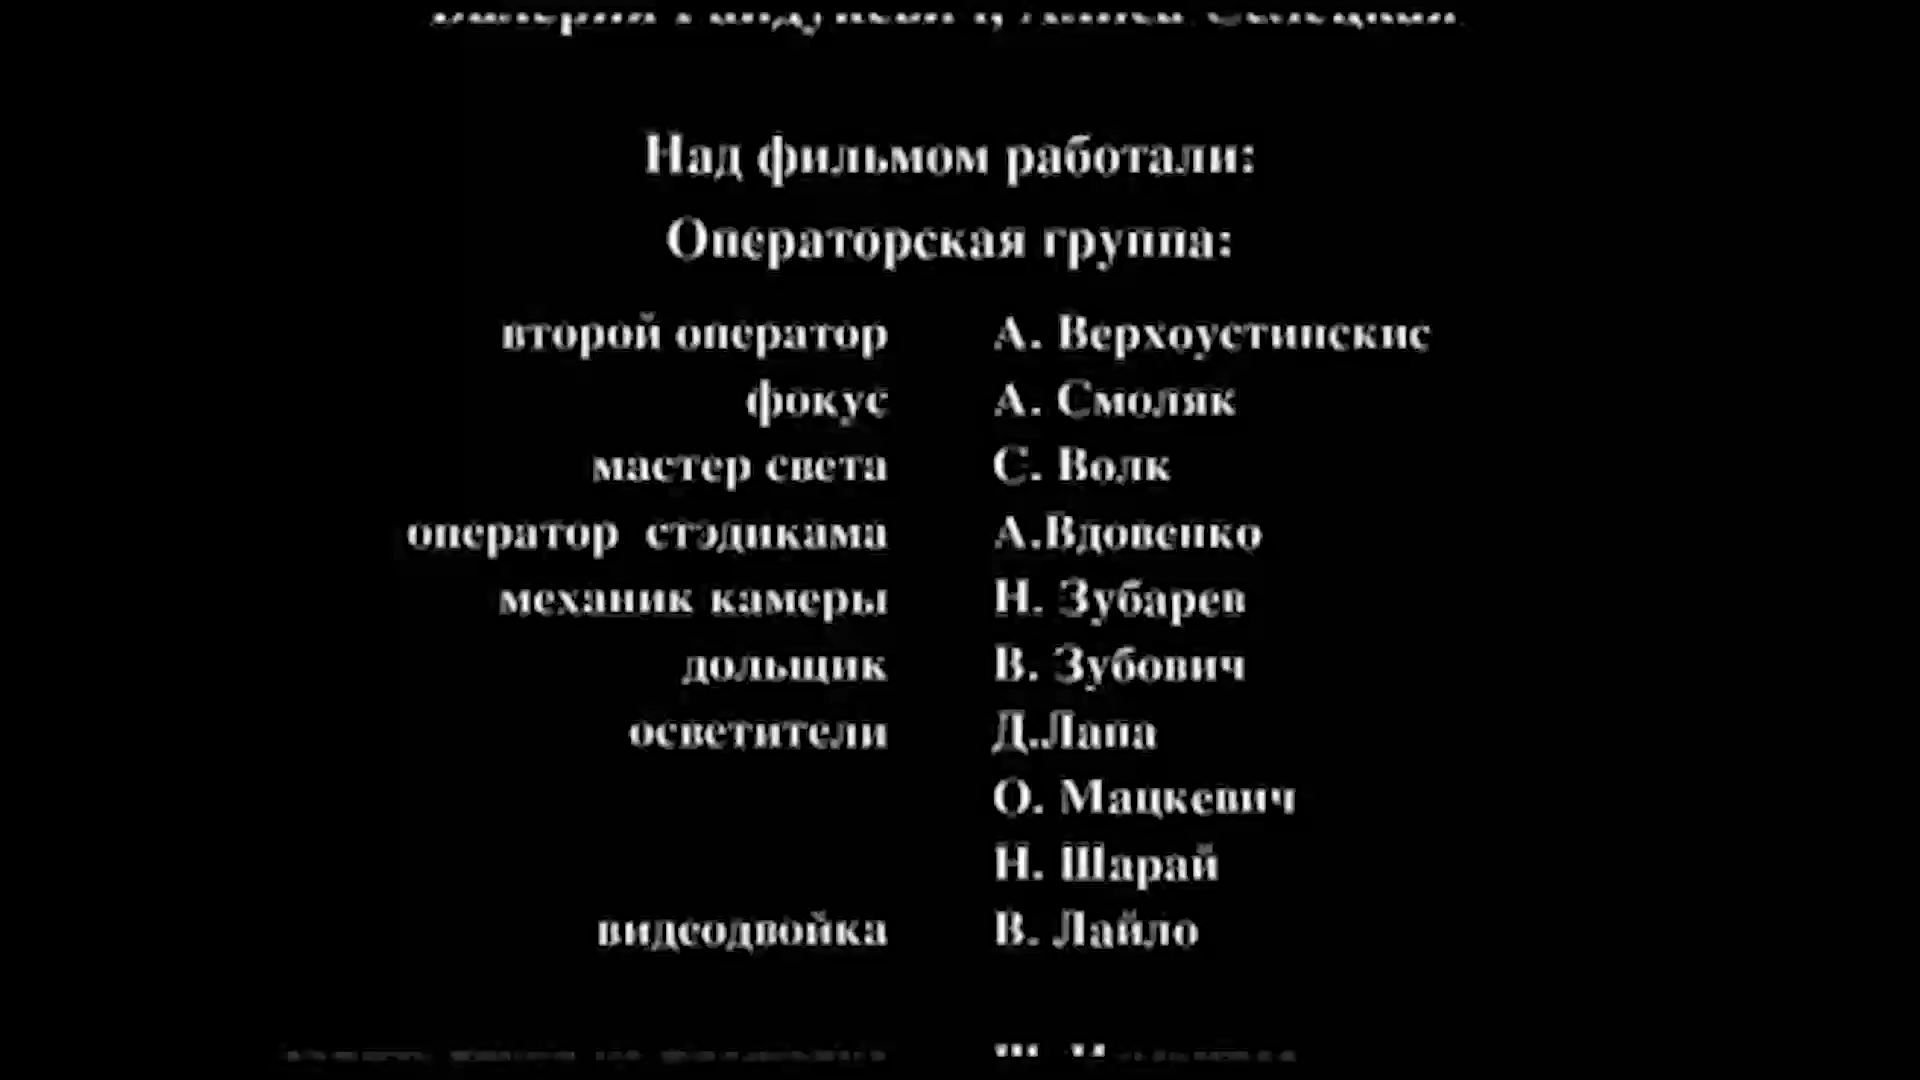 Над фильмом работали:
Операторская группа:
второй оператор А. Верхоустинскис
фокус А. Смоляк
мастер света С. Волк
оператор стэдикама А.Вдовенко
механик камеры Н. Зубарев
дольщик В. Зубович
осветители Д.Лапа
О. Мацкевич
Н. Шарай
видеодвойка В. Лайло